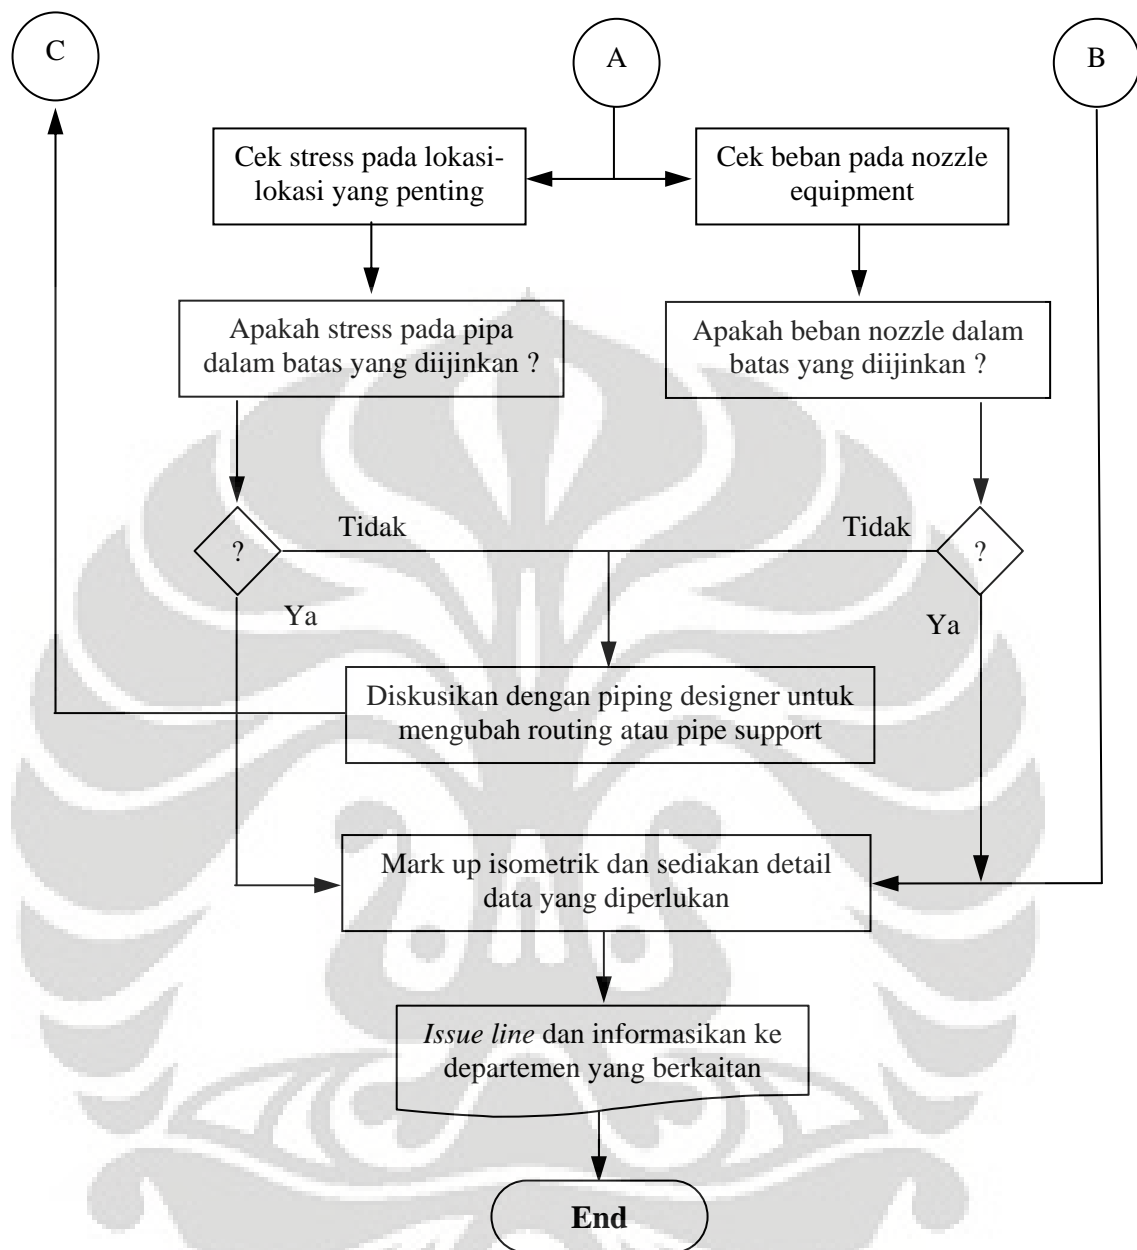 C
A
B
Cek stress pada lokasi-
lokasi yang penting
Cek beban pada nozzle
equipment
Apakah stress pada pipa
dalam batas yang diijinkan ?
Apakah beban nozzle dalam
batas yang diijinkan ?
?
Tidak
Tidak
?
Ya
Ya
Diskusikan dengan piping designer untuk
mengubah routing atau pipe support
Mark up isometrik dan sediakan detail
data yang diperlukan
Issue line dan informasikan ke
departemen yang berkaitan
End